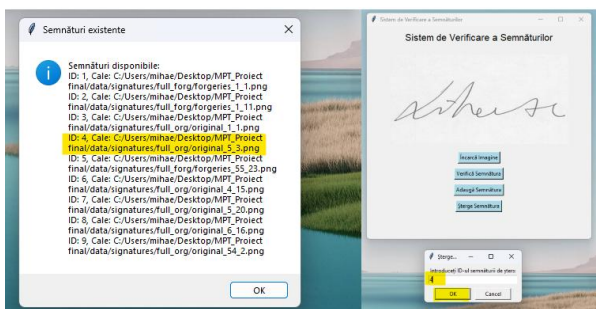 Semnături existente
Semnături disponibile:
ID: 1, Cale: C:/Users/mihae/Desktop/MPT_Proiect
final/data/signatures/full_forg/forgeries_1_1.png
ID: 2, Cale: C:/Users/mihae/Desktop/MPT_Proiect
final/data/signatures/full_forg/forgeries_1_11.png
ID: 3, Cale: C:/Users/mihae/Desktop/MPT_Proiect
final/data/signatures/full_org/original_1_1.png
ID: 4, Cale: C:/Users/mihae/Desktop/MPT_Proiect
final/data/signatures/full_org/original_5_3.png
ID: 5, Cale: C:/Users/mihae/Desktop/MPT_Proiect
final/data/signatures/full_forg/forgeries_55_23.png
ID: 6, Cale: C:/Users/mihae/Desktop/MPT_Proiect
final/data/signatures/full_org/original_4_15.png
ID: 7, Cale: C:/Users/mihae/Desktop/MPT_Proiect
final/data/signatures/full_org/original_5_20.png
ID: 8, Cale: C:/Users/mihae/Desktop/MPT_Proiect
final/data/signatures/full_org/original_6_16.png
ID: 9, Cale: C:/Users/mihae/Desktop/MPT_Proiect
final/data/signatures/full_org/original_54_2.png
OK
Sistem de Verificare a Semnăturilor
Sistem de Verificare a Semnăturilor
Încarcă Imagine
Verifică Semnătura
Adaugă Semnătura
Șterge Semnătura
Șterge...
Introduceți ID-ul semnăturii de șters
4
OK
Cancel